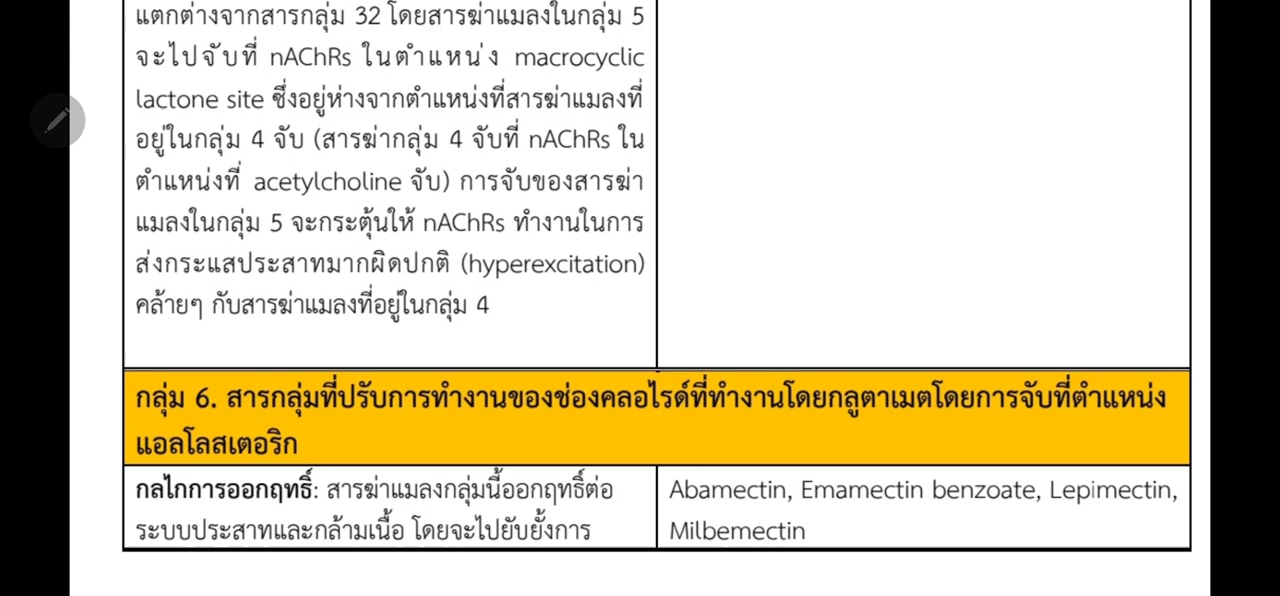 แตกต่างจากสารกลุ่ม 32 โดยสารฆ่าแมลงในกลุ่ม 5
จะไปจับที่ nAChRs ในตำแหน่ง macrocyclic
lactone site ซึ่งอยู่ห่างจากตำแหน่งที่สารฆ่าแมลงที่
อยู่ในกลุ่ม 4 จับ (สารฆ่ากลุ่ม 4 จับที่ nAChRs ใน
ตำแหน่งที่ acetylcholine จับ) การจับของสารฆ่า
แมลงในกลุ่ม 5 จะกระตุ้นให้ nAChRs ทำงานในการ
ส่งกระแสประสาทมากผิดปกติ (hyperexcitation)
คล้ายๆ กับสารฆ่าแมลงที่อยู่ในกลุ่ม 4
กลุ่ม 6. สารกลุ่มที่ปรับการทำงานของช่องคลอไรด์ที่ทำงานโดยกลูตาเมตโดยการจับที่ตำแหน่ง
แอลโลสเตอริก
กลไกการออกฤทธิ์: สารฆ่าแมลงกลุ่มนี้ออกฤทธิ์ต่อ
ระบบประสาทและกล้ามเนื้อ โดยจะไปยับยั้งการ
Abamectin, Emamectin benzoate, Lepimectin,
Milbemectin